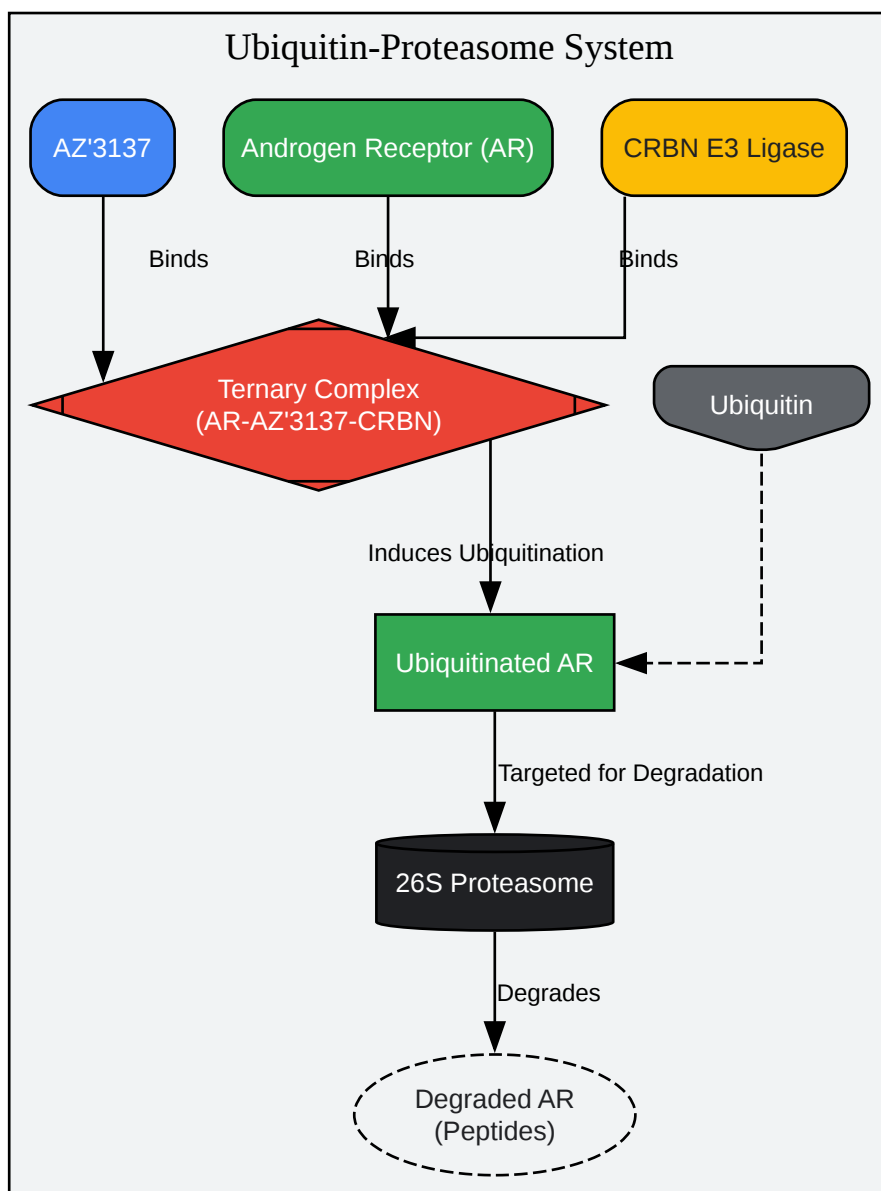 Ubiquitin-Proteasome System
AZ'3137
Androgen Receptor (AR)
CRBN E3 Ligase
Binds
Binds
Binds
Ternary Complex
(AR-AZ'3137-CRBN)
Ubiquitin
Induces Ubiquitination
Ubiquitinated AR
Targeted for Degradation
26S Proteasome
Degrades
Degraded AR
(Peptides)